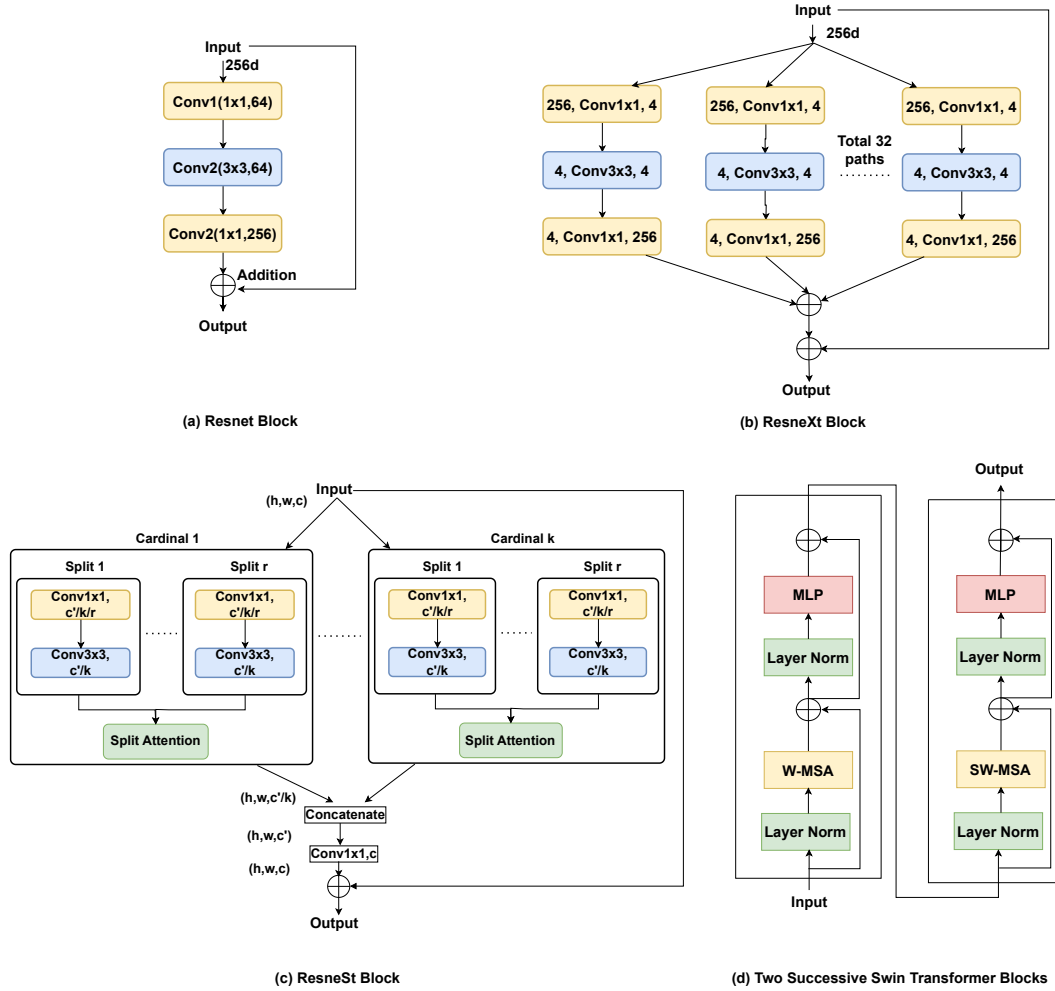 Input
256d
Conv1(1x1,64)
Conv2(3x3,64)
Conv2(1x1,256)
Addition
Output
(a) Resnet Block
Input
256d
256, Conv1x1, 4
256, Conv1x1, 4
256, Conv1x1, 4
Total 32
paths
4, Conv3x3, 4
4, Conv3x3, 4
4, Conv3x3, 4
4, Conv1x1, 256
4, Conv1x1, 256
4, Conv1x1, 256
Output
(b) ResneXt Block
Input
(h,w,c)
Cardinal 1
Cardinal k
Split 1
Split r
Split 1
Split r
Conv1x1,
c'/k/r
Conv1x1,
c'/k/r
Conv1x1,
c'/k/r
Conv1x1,
c'/k/r
Conv3x3,
c'/k
Conv3x3,
c'/k
Conv3x3,
c'/k
Conv3x3,
c'/k
Split Attention
Split Attention
(h,w,c'/k)
Concatenate
(h,w,c')
Conv1x1,c
(h,w,c)
Output
(c) ResneSt Block
Output
MLP
MLP
Layer Norm
Layer Norm
W-MSA
SW-MSA
Layer Norm
Layer Norm
Input
(d) Two Successive Swin Transformer Blocks